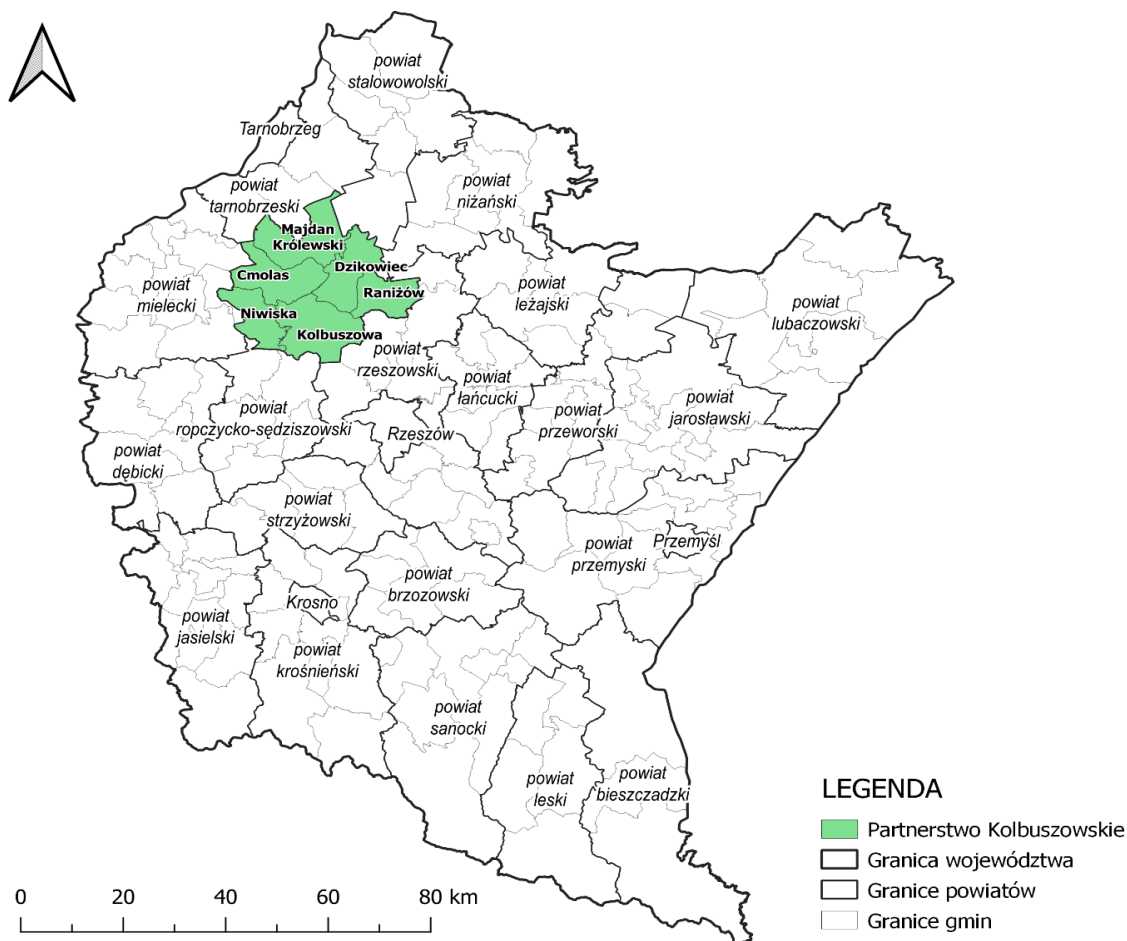 powiat
stalowowolski
Tarnobrzeg
powiat
tarnobrzeski
powiat
niżański
Majdan
Królewski
Dzikowiec
Cmolas
Raniżów
Niwiska
Kolbuszowa
powiat
mielecki
powiat
leżajski
powiat
lubaczowski
powiat
rzeszowski
powiat
łańcucki
powiat
ropczycko-sędziszowski
Rzeszów
powiat
przeworski
powiat
jarosławski
powiat
dębicki
powiat
strzyżowski
powiat
przemyski
Przemyśl
powiat
brzozowski
Krosno
powiat
jasielski
powiat
krośnieński
powiat
sanocki
powiat
leski
powiat
bieszczadzki
LEGENDA
Partnerstwo Kolbuszowskie
Granica województwa
Granice powiatów
Granice gmin
0 20 40 60 80 km